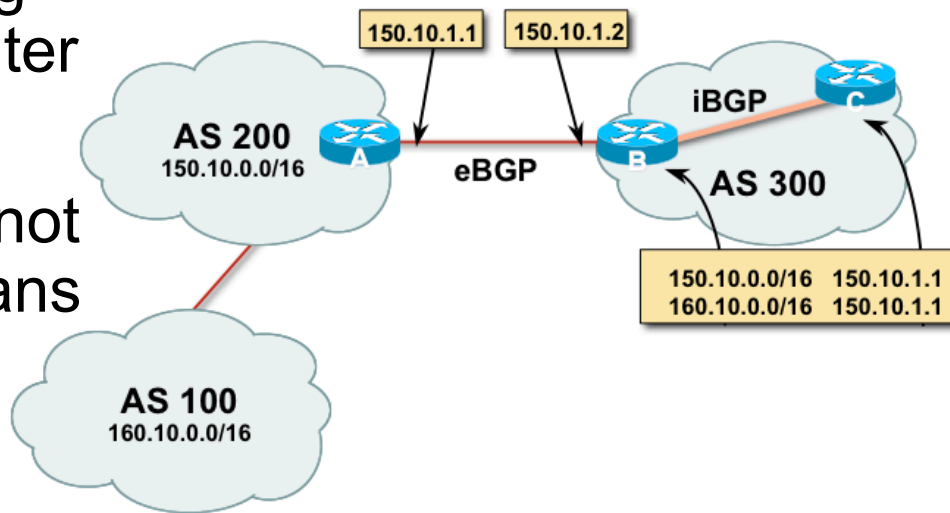 ter
not
ans
150.10.1.1
150.10.1.2
AS 200
150.10.0.0/16
A
eBGP
B
iBGP
C
AS 300
150.10.0.0/16 150.10.1.1
160.10.0.0/16 150.10.1.1
AS 100
160.10.0.0/16